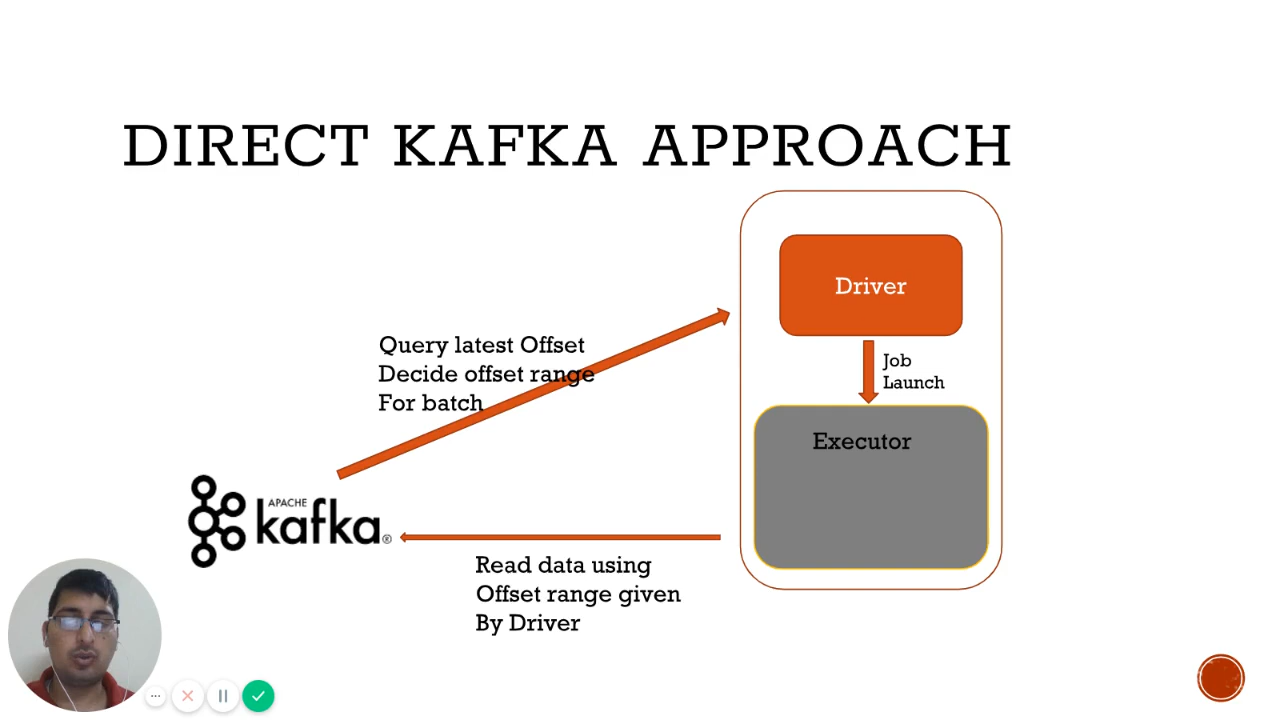 DIRECT KAFKA APPROACH
Driver
Query latest Offset
Decide offset range
For batch
Job
Launch
Executor
APACHE
kafka®
Read data using
Offset range given
By Driver